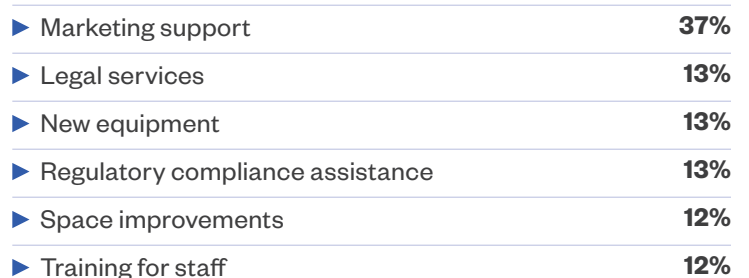 ▶ Marketing support 37%
▶ Legal services 13%
▶ New equipment 13%
▶ Regulatory compliance assistance 13%
▶ Space improvements 12%
▶ Training for staff 12%